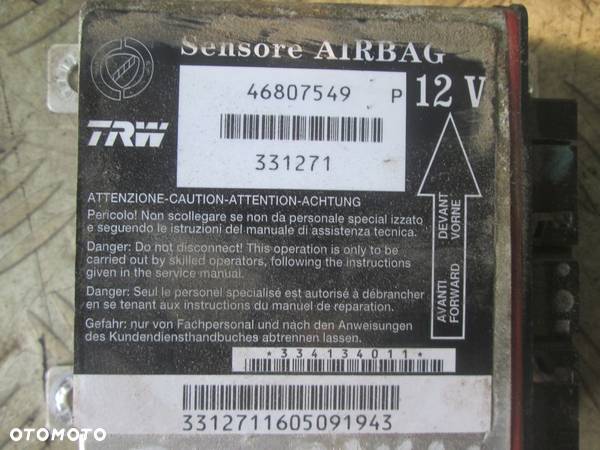 Sensore AIRBAG
46807549 P
12 V
TRW
331271
ATTENZIONE-CAUTION-ATTENTION-ACHTUNG
Pericolo! Non scollegare se non da personale special izzato
e seguendo le istruzioni del manuale di assistenza tecnica.
Danger: Do not disconnect! This operation is only to be
carried out by skilled operators, following the instructions
given in the service manual.
Danger: Seul le personel spécialisé est autorisé à débrancher
en se tenant aux instructions du manuel de réparation.
Gefahr: nur von Fachpersonal und nach den Anweisungen
des Kundendiensthandbuches abtrennen lassen.
AVANTI DEVANT
FORWARD VORNE
*334134011*
3312711605091943
OTOMOTO